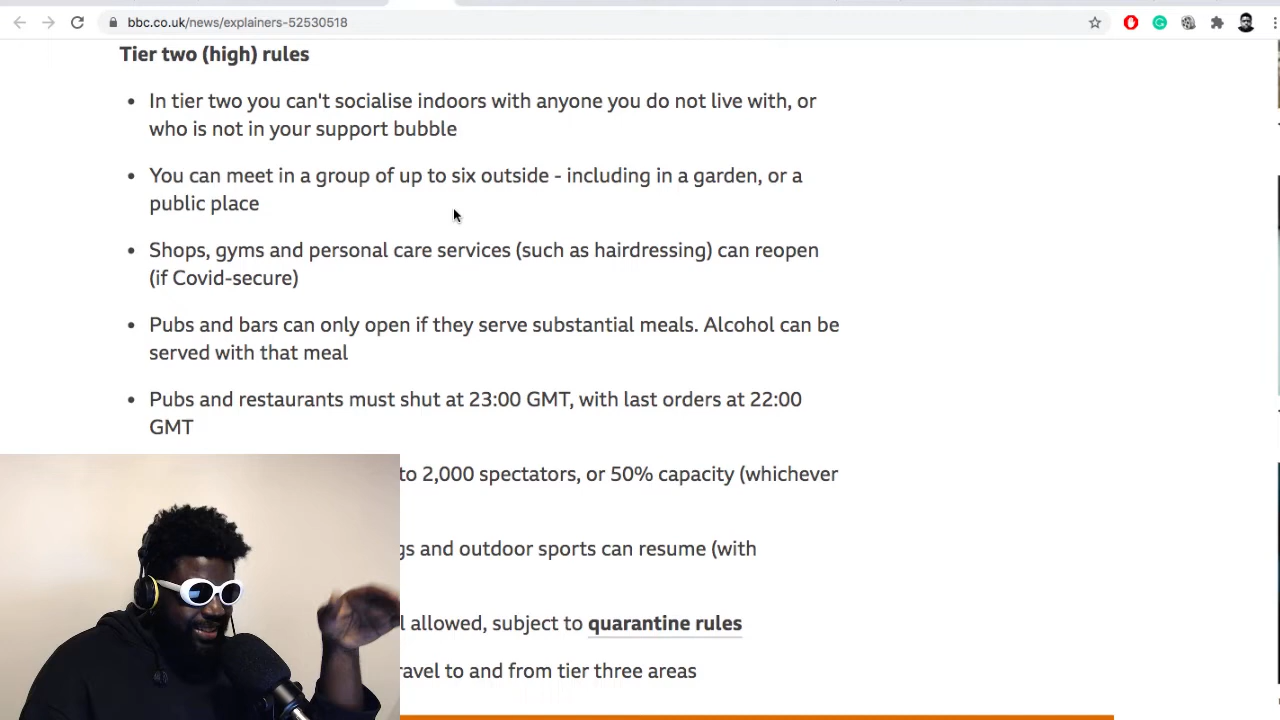 bbc.co.uk/news/explainers-52530518
Tier two (high) rules
• In tier two you can't socialise indoors with anyone you do not live with, or
who is not in your support bubble
• You can meet in a group of up to six outside - including in a garden, or a
public place
• Shops, gyms and personal care services (such as hairdressing) can reopen
(if Covid-secure)
• Pubs and bars can only open if they serve substantial meals. Alcohol can be
served with that meal
• Pubs and restaurants must shut at 23:00 GMT, with last orders at 22:00
GMT
to 2,000 spectators, or 50% capacity (whichever
gs and outdoor sports can resume (with
l allowed, subject to quarantine rules
ravel to and from tier three areas